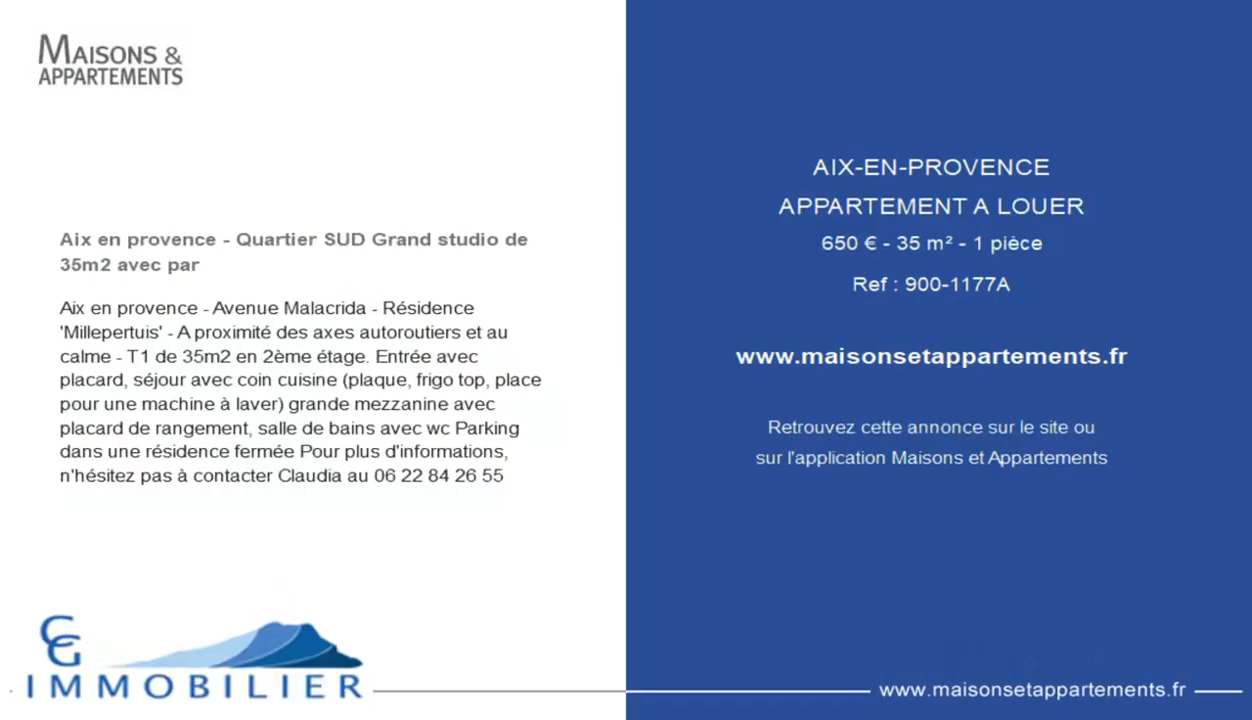 MAISONS &
APPARTEMENTS
Aix en provence - Quartier SUD Grand studio de
35m2 avec par
Aix en provence - Avenue Malacrida - Résidence
'Millepertuis' - A proximité des axes autoroutiers et au
calme - T1 de 35m2 en 2ème étage. Entrée avec
placard, séjour avec coin cuisine (plaque, frigo top, place
pour une machine à laver) grande mezzanine avec
placard de rangement, salle de bains avec wc Parking
dans une résidence fermée Pour plus d'informations,
n'hésitez pas à contacter Claudia au 06 22 84 26 55
CG
IMMOBILIER
AIX-EN-PROVENCE
APPARTEMENT A LOUER
650 € - 35 m² - 1 pièce
Ref : 900-1177A
www.maisonsetappartements.fr
Retrouvez cette annonce sur le site ou
sur l'application Maisons et Appartements
www.maisonsetappartements.fr